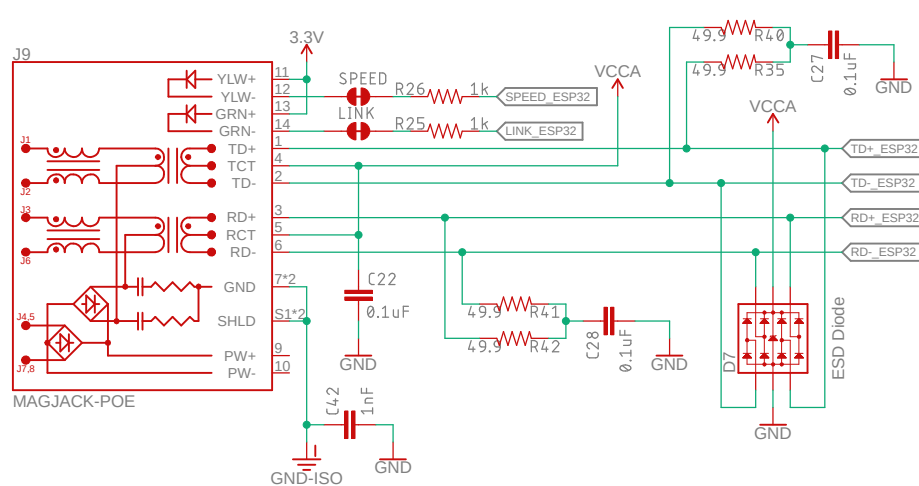 J9
3.3V
YLW+ 11
YLW- 12
GRN+ 13
GRN- 14
SPEED
R26 1k
SPEED_ESP32
LINK
R25 1k
LINK_ESP32
VCCA
49.9 R40
49.9 R35
C27
0.1uF
GND
VCCA
J1
TD+ 1
TCT 4
J2
TD- 2
J3
RD+ 3
RCT 5
J6
RD- 6
TD+_ESP32
TD-_ESP32
RD+_ESP32
RD-_ESP32
GND 7*2
SHLD S1*2
J4,5
J7,8
PW+ 9
PW- 10
MAGJACK-POE
C22
0.1uF
GND
49.9 R41
49.9 R42
C28
0.1uF
GND
D7
ESD Diode
GND
C42
1nF
GND-ISO
GND